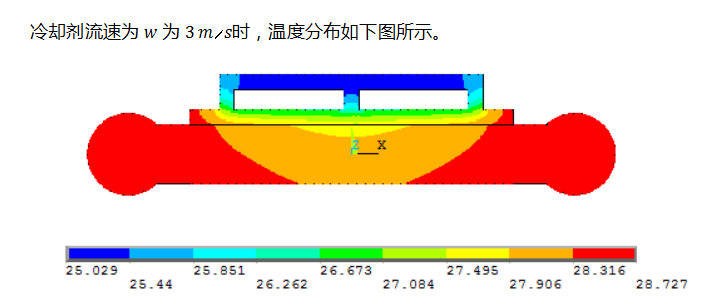 冷却剂流速为 w 为 3 m/s时，温度分布如下图所示。
Z X
25.029 25.851 26.673 27.495 28.316
25.44 26.262 27.084 27.906 28.727